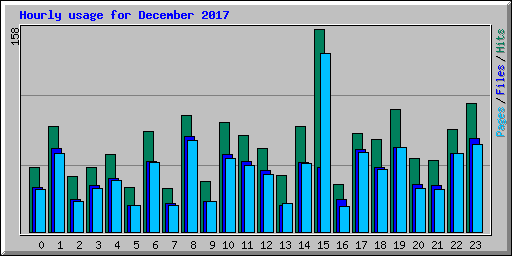 Hourly usage for December 2017
158
Pages / Files / Hits
0 1 2 3 4 5 6 7 8 9 10 11 12 13 14 15 16 17 18 19 20 21 22 23